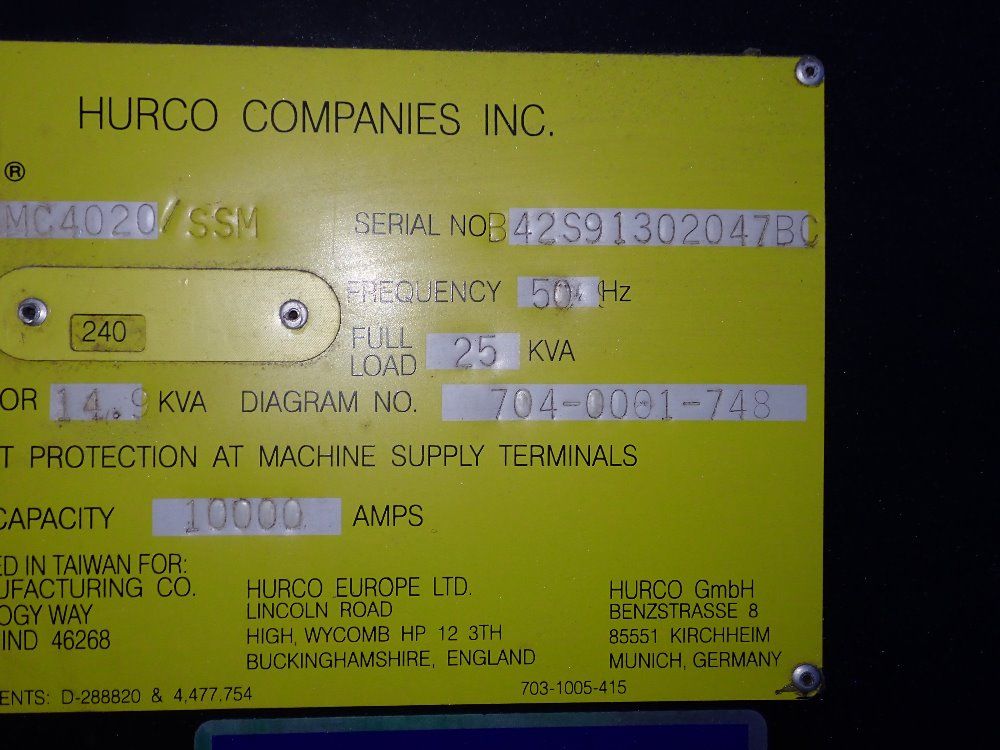 HURCO COMPANIES INC.
®
MC4020/SSM
SERIAL NO B42S91302047BC
FREQUENCY Hz
240
FULL LOAD 25 KVA
OR 14.9 KVA DIAGRAM NO. 704-0001-748
T PROTECTION AT MACHINE SUPPLY TERMINALS
CAPACITY 10000 AMPS
ED IN TAIWAN FOR:
UFACTURING CO.
OGY WAY
IND 46268
HURCO EUROPE LTD.
LINCOLN ROAD
HIGH, WYCOMB HP 12 3TH
BUCKINGHAMSHIRE, ENGLAND
HURCO GmbH
BENZSTRASSE 8
85551 KIRCHHEIM
MUNICH, GERMANY
ENTS: D-288820 & 4,477,754
703-1005-415